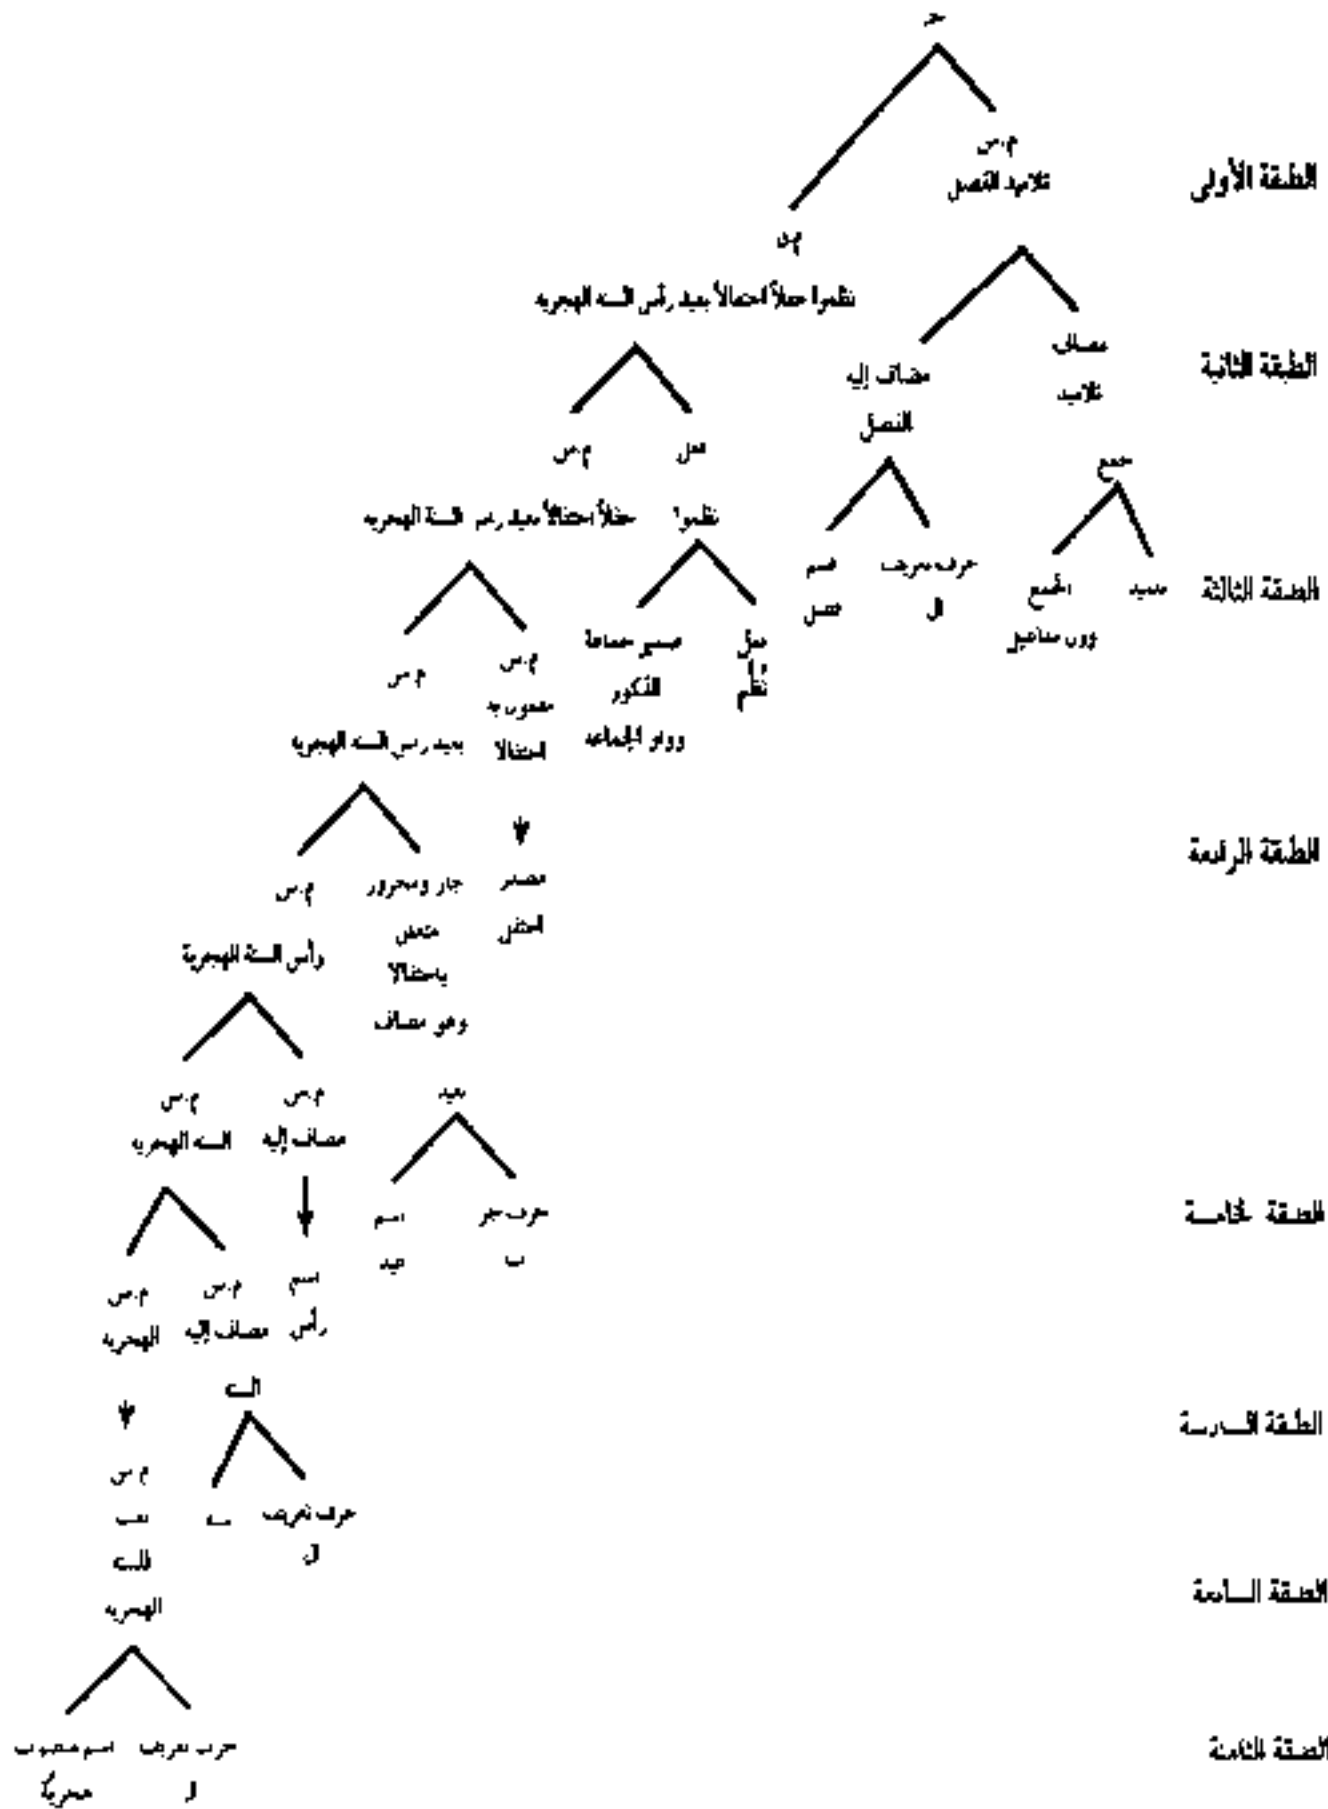 م.س
تلاميذ الفصل
الطبقة الأولى
م.ف
نظموا حفلاً احتفالاً بعيد رأس السنة الهجرية
مضاف
مضاف إليه
تلاميذ
الطبقة الثانية
الفصل
فعل
م.س
جمع
نظموا
حفلاً احتفالاً بعيد رأس السنة الهجرية
حرف تعريف
اسم
تلميذ
الجمع
الطبقة الثالثة
ال
فصل
وزن مفاعيل
فعل
ضمير جماعة
م.س
م.س
نظم
الذكور
مفعول به
وواو الجماعة
احتفالا
بعيد رأس السنة الهجرية
الطبقة الرابعة
مصدر
جار ومجرور
م.س
احتفل
متعلق
رأس السنة الهجرية
باحتفالا
وهو مضاف
بعيد
م.س
م.س
مضاف إليه
السنة الهجرية
حرف جر
اسم
الطبقة الخامسة
ب
عيد
اسم
م.س
م.س
رأس
مضاف إليه
الهجرية
السنة
الطبقة السادسة
م.س
حرف تعريف
سنة
نعت
ال
للسنة
الهجرية
الطبقة السابعة
حرف تعريف
اسم منسوب
الطبقة الثامنة
ال
هجرية